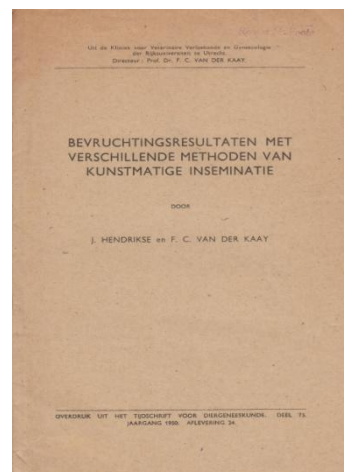 Uit de Kliniek voor Veterinaire Verloskunde en Gynaecologie
der Rijksuniversiteit te Utrecht.
Directeur: Prof. Dr. F. C. VAN DER KAAY
BEVRUCHTINGSRESULTATEN MET
VERSCHILLENDE METHODEN VAN
KUNSTMATIGE INSEMINATIE
DOOR
J. HENDRIKSE en F. C. VAN DER KAAY
OVERDRUK UIT HET TIJDSCHRIFT VOOR DIERGENEESKUNDE. DEEL 75.
JAARGANG 1950. AFLEVERING 24.